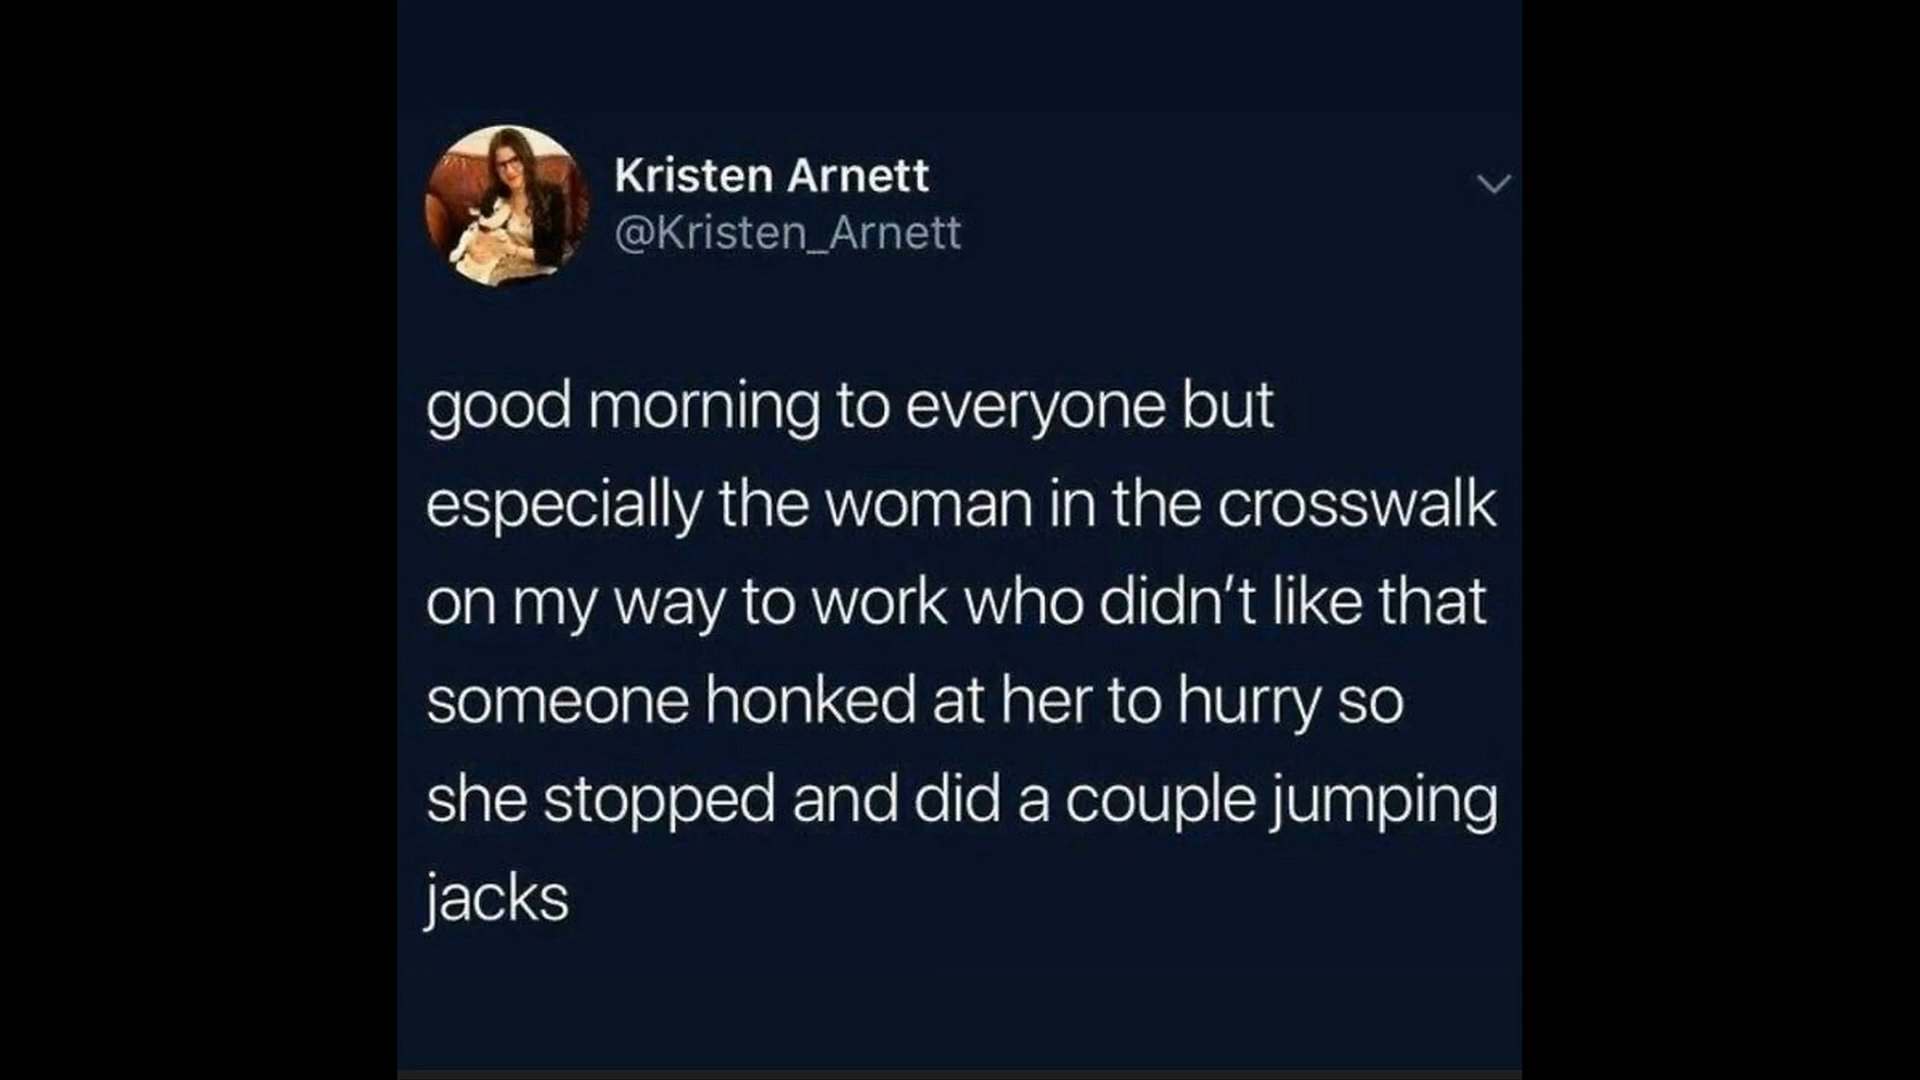 Kristen Arnett
@Kristen_Arnett
good morning to everyone but
especially the woman in the crosswalk
on my way to work who didn’t like that
someone honked at her to hurry so
she stopped and did a couple jumping
jacks